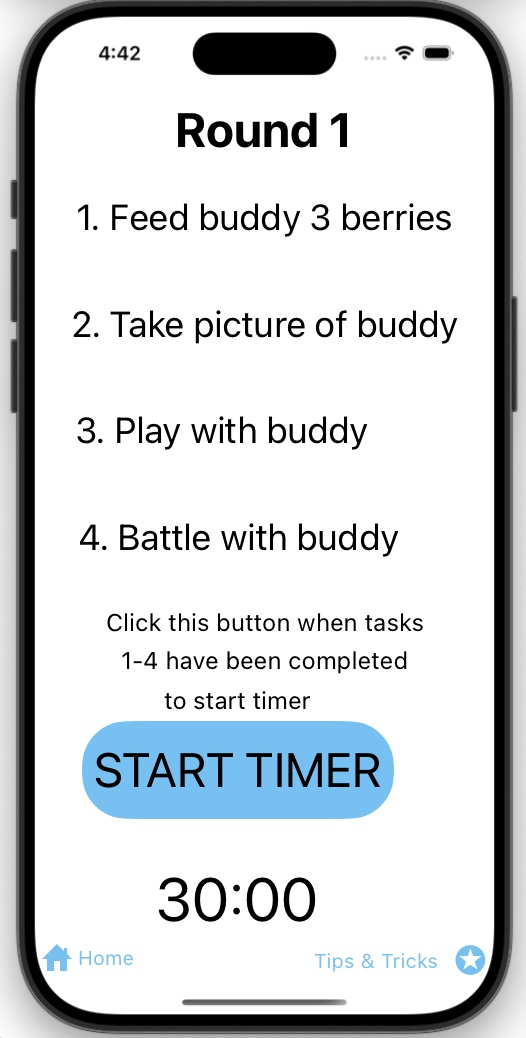 4:42
Round 1
1. Feed buddy 3 berries
2. Take picture of buddy
3. Play with buddy
4. Battle with buddy
Click this button when tasks
1-4 have been completed
to start timer
START TIMER
30:00
Home
Tips & Tricks